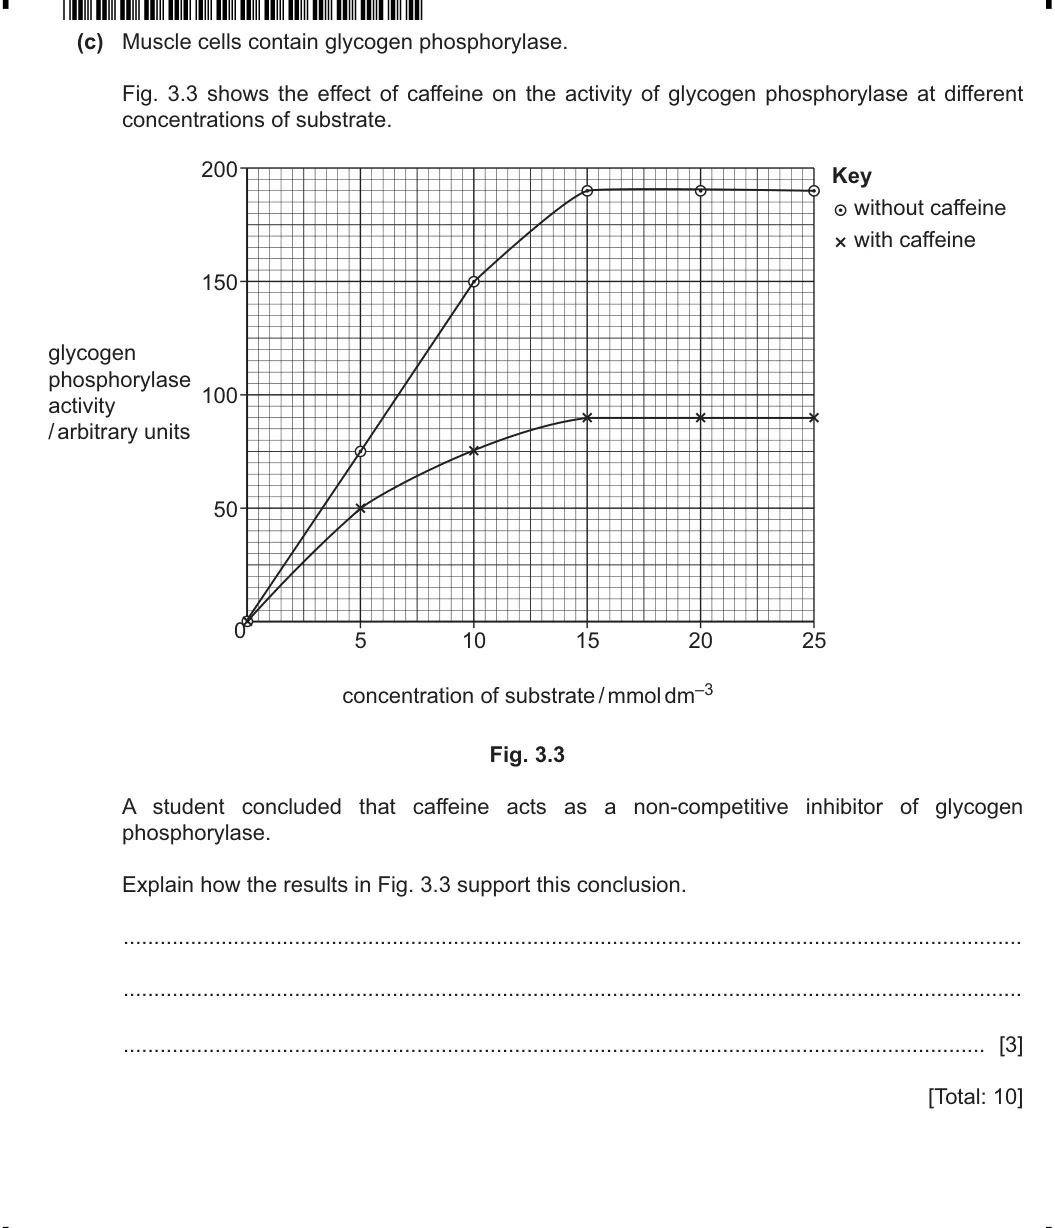 (c) Muscle cells contain glycogen phosphorylase.
Fig. 3.3 shows the effect of caffeine on the activity of glycogen phosphorylase at different
concentrations of substrate.
200
150
100
50
0
5 10 15 20 25
glycogen
phosphorylase
activity
/ arbitrary units
Key
without caffeine
with caffeine
concentration of substrate / mmol dm⁻³
Fig. 3.3
A student concluded that caffeine acts as a non-competitive inhibitor of glycogen
phosphorylase.
Explain how the results in Fig. 3.3 support this conclusion.
[3]
[Total: 10]